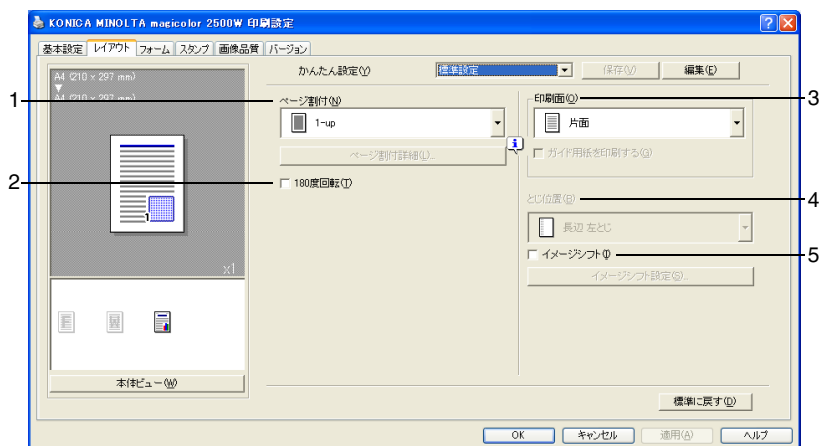 KONICA MINOLTA magicolor 2500W 印刷設定
基本設定 レイアウト フォーム スタンプ 画像品質 バージョン
A4 (210 x 297 mm)
A4 (210 x 297 mm)
1
x1
本体ビュー(W)
かんたん設定(Y) 標準設定 保存(V) 編集(E)
1
ページ割付(N)
1-up
ページ割付詳細(L)...
2
180度回転(T)
印刷面(O)
3
片面
ガイド用紙を印刷する(G)
とじ位置(B)
4
長辺 左とじ
イメージシフト(I)
5
イメージシフト設定(S)...
標準に戻す(D)
OK キャンセル 適用(A) ヘルプ